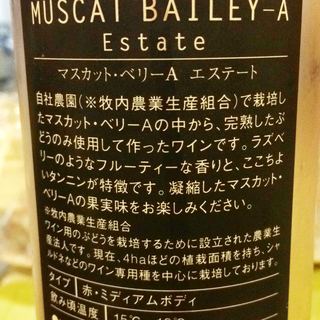 MUSCAT BAILEY-A
Estate
マスカット・ベリーA エステート
自社農園(※牧内農業生産組合)で栽培し
たマスカット・ベリーAの中から、完熟したぶ
どうのみ使用して作ったワインです。ラズベ
リーのようなフルーティーな香りと、ここちよ
いタンニンが特徴です。凝縮したマスカット・
ベリーAの果実味をお楽しみください。
※牧内農業生産組合
ワイン用のぶどうを栽培するために設立された農業生
産法人です。現在、4haほどの植栽面積を持ち、シャ
ルドネなどのワイン専用種を中心に栽培しております。
タイプ 赤・ミディアムボディ
飲み頃温度